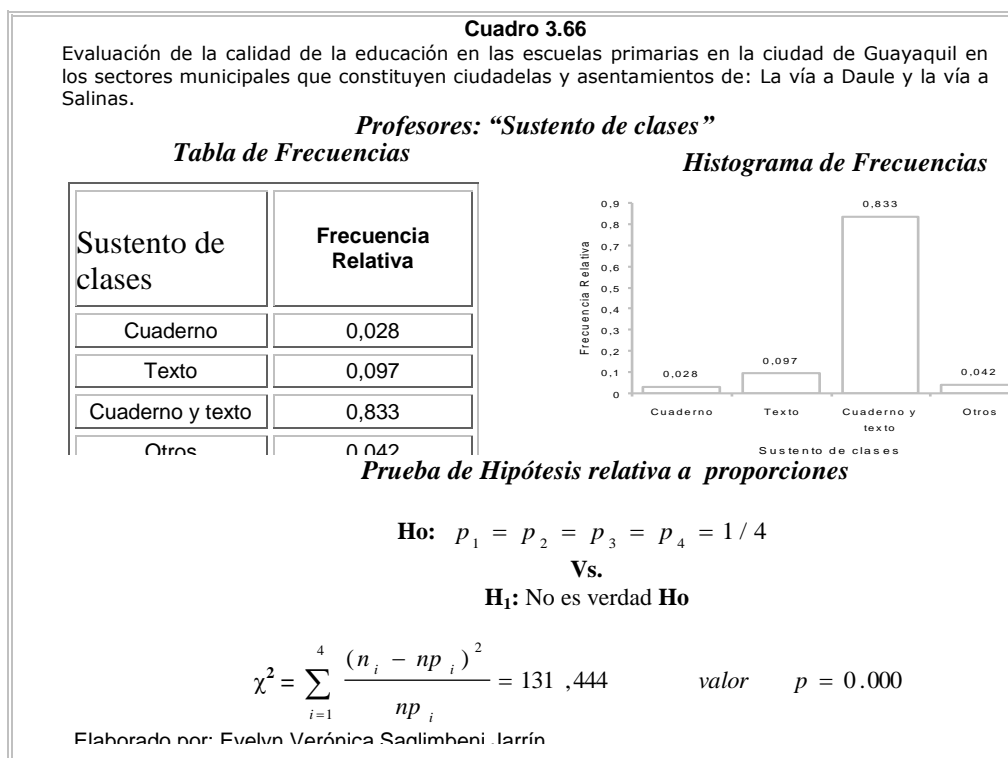 Cuadro 3.66
Evaluación de la calidad de la educación en las escuelas primarias en la ciudad de Guayaquil en
los sectores municipales que constituyen ciudadelas y asentamientos de: La vía a Daule y la vía a
Salinas.
Profesores: “Sustento de clases”
Tabla de Frecuencias
Sustento de
clases
Frecuencia
Relativa
Cuaderno 0,028
Texto 0,097
Cuaderno y texto 0,833
Otros 0,042
Histograma de Frecuencias
Frecuencia Relativa
0,9
0,8
0,7
0,6
0,5
0,4
0,3
0,2
0,1
0
0,028
0,097
0,833
0,042
Cuaderno Texto Cuaderno y Otros
texto
Sustento de clases
Prueba de Hipótesis relativa a proporciones
Ho: p₁ = p₂ = p₃ = p₄ = 1 / 4
Vs.
H₁: No es verdad Ho
χ² = ∑ᵢ₌₁⁴ (nᵢ − npᵢ)² / npᵢ = 131 ,444 valor p = 0.000
Elaborado por: Evelyn Verónica Saglimbeni Jarrín